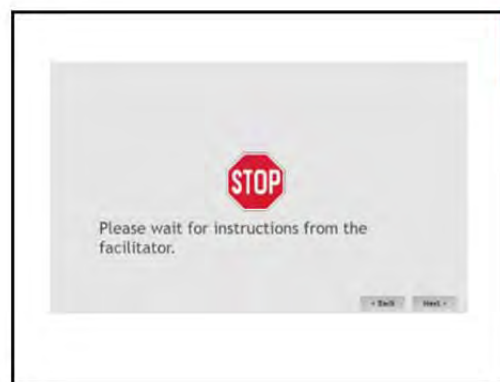 STOP
Please wait for instructions from the
facilitator.
< Back Next >